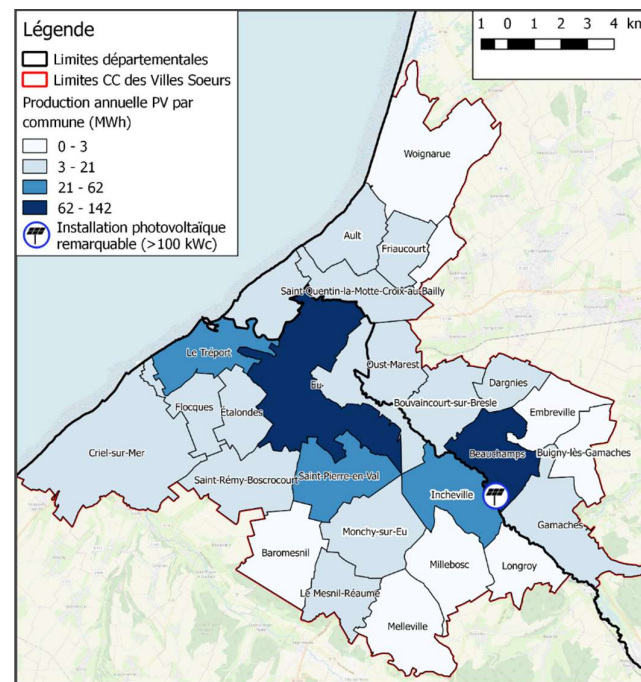 Légende
Limites départementales
Limites CC des Villes Soeurs
Production annuelle PV par
commune (MWh)
0 - 3
3 - 21
21 - 62
62 - 142
Installation photovoltaïque
remarquable (>100 kWc)
1 0 1 2 3 4 km
Woignarue
Ault
Friaucourt
Saint-Quentin-la-Motte-Croix-au-Bailly
Le Tréport
Eu
Oust-Marest
Dargnies
Flocques
Étalondes
Bouvaincourt-sur-Bresle
Embreville
Criel-sur-Mer
Beauchamps
Buigny-lès-Gamaches
Saint-Rémy-Boscrocourt
Saint-Pierre-en-Val
Incheville
Gamaches
Monchy-sur-Eu
Baromesnil
Millebosc
Longroy
Le Mesnil-Réaume
Melleville